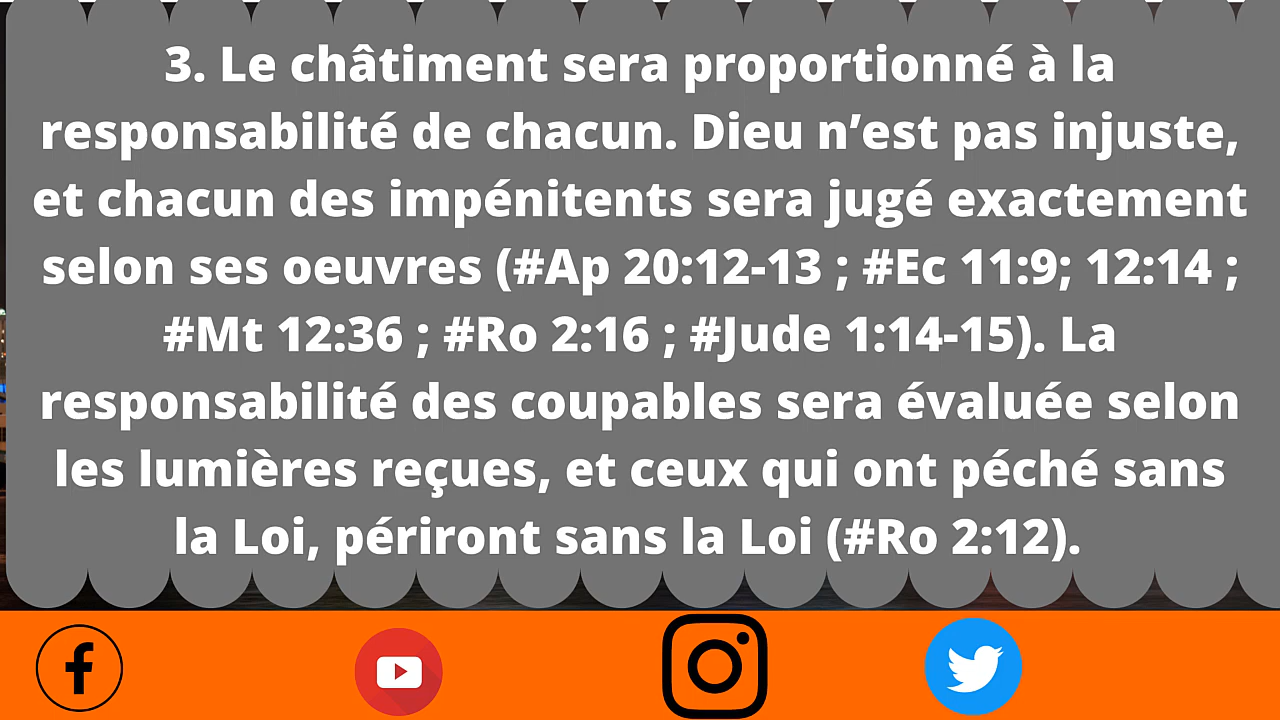 3. Le châtiment sera proportionné à la
responsabilité de chacun. Dieu n’est pas injuste,
et chacun des impénitents sera jugé exactement
selon ses oeuvres (#Ap 20:12-13 ; #Ec 11:9; 12:14 ;
#Mt 12:36 ; #Ro 2:16 ; #Jude 1:14-15). La
responsabilité des coupables sera évaluée selon
les lumières reçues, et ceux qui ont péché sans
la Loi, périront sans la Loi (#Ro 2:12).